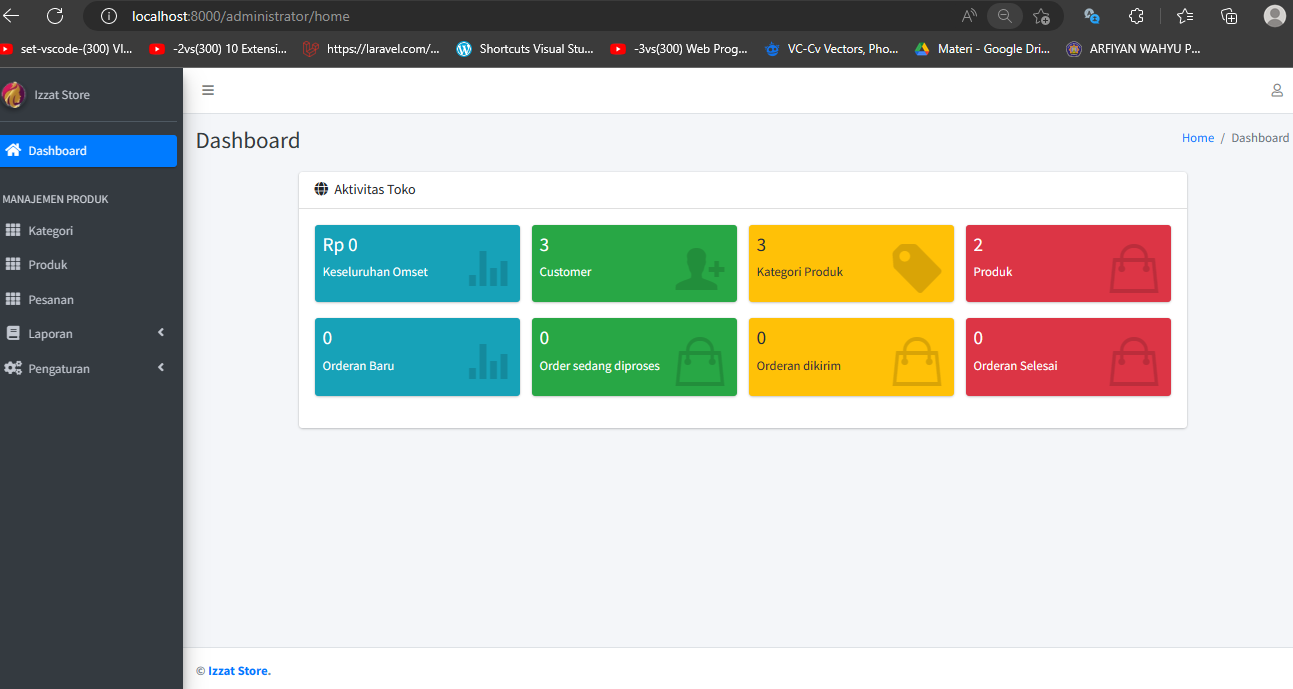 localhost:8000/administrator/home
set-vscode-(300) VI... -2vs(300) 10 Extensi... https://laravel.com/... Shortcuts Visual Stu... -3vs(300) Web Prog... VC-Cv Vectors, Pho... Materi - Google Dri... ARFIYAN WAHYU P...
Izzat Store
Dashboard
MANAJEMEN PRODUK
Kategori
Produk
Pesanan
Laporan
Pengaturan
Dashboard
Home / Dashboard
Aktivitas Toko
Rp 0
Keseluruhan Omset
3
Customer
3
Kategori Produk
2
Produk
0
Orderan Baru
0
Order sedang diproses
0
Orderan dikirim
0
Orderan Selesai
© Izzat Store.